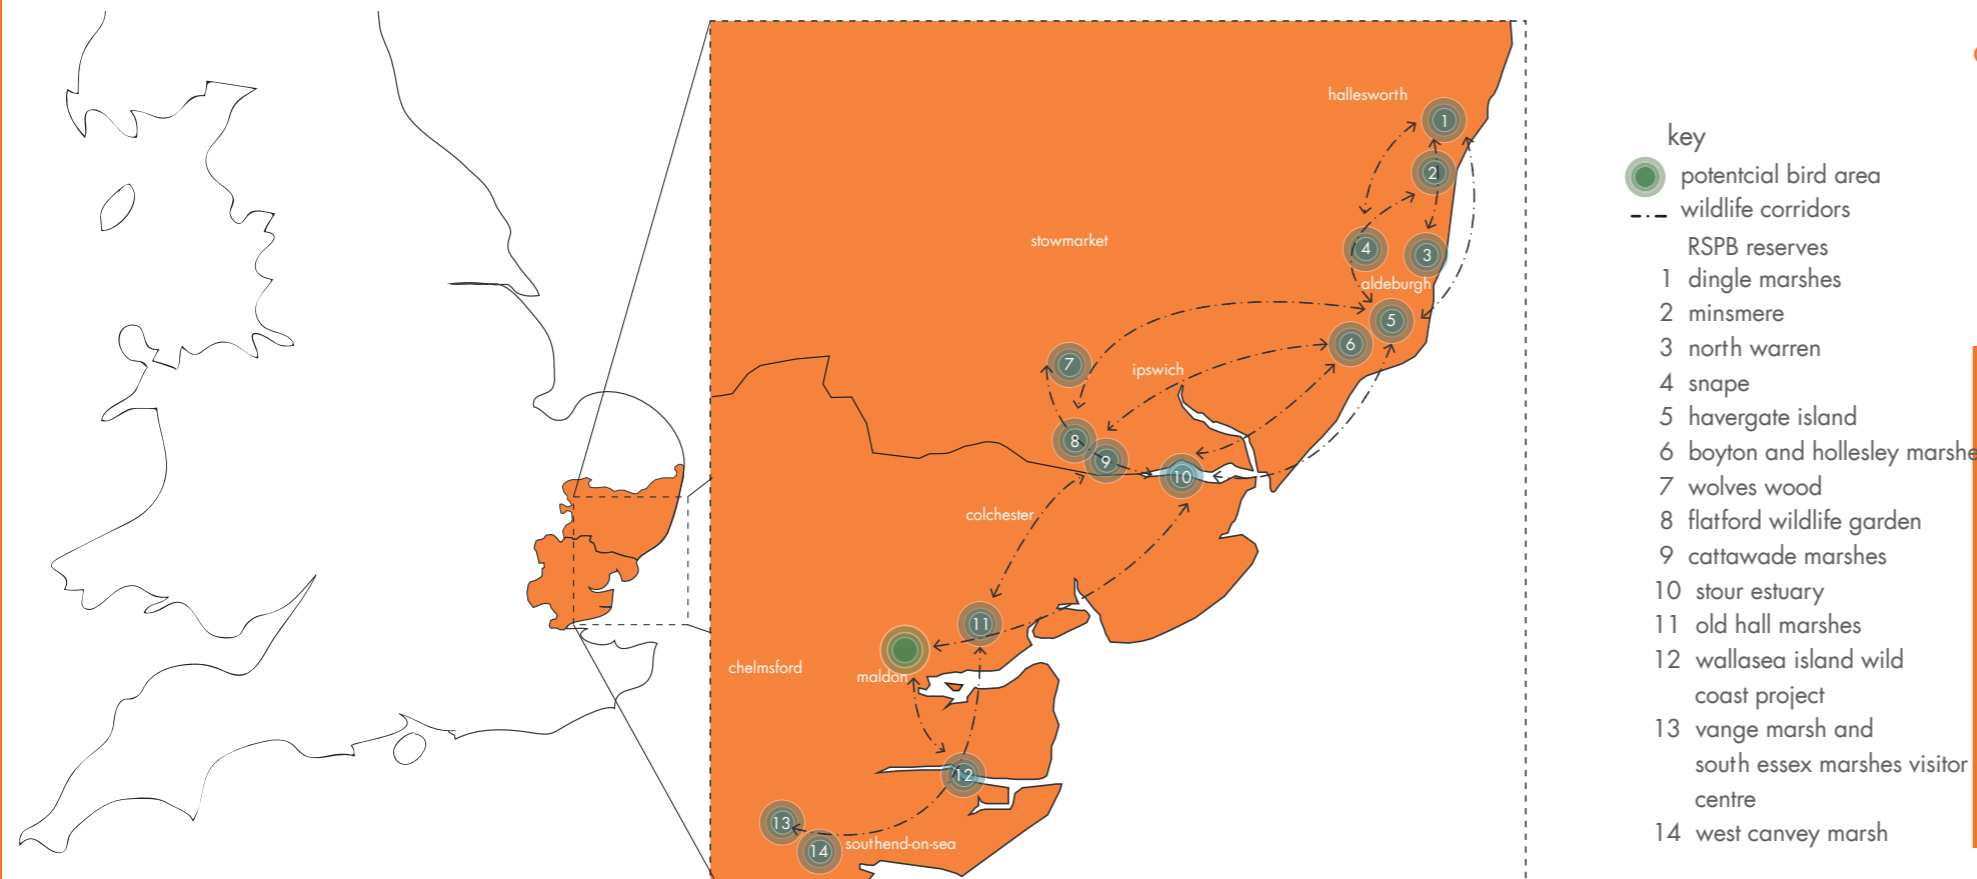 hallesworth
1
2
stowmarket
4
3
aldeburgh
5
6
7
ipswich
8
9
10
colchester
11
chelmsford
maldon
12
13
14
southend-on-sea
key
potentcial bird area
wildlife corridors
RSPB reserves
1 dingle marshes
2 minsmere
3 north warren
4 snape
5 havergate island
6 boyton and hollesley marshe
7 wolves wood
8 flatford wildlife garden
9 cattawade marshes
10 stour estuary
11 old hall marshes
12 wallasea island wild
coast project
13 vange marsh and
south essex marshes visitor
centre
14 west canvey marsh